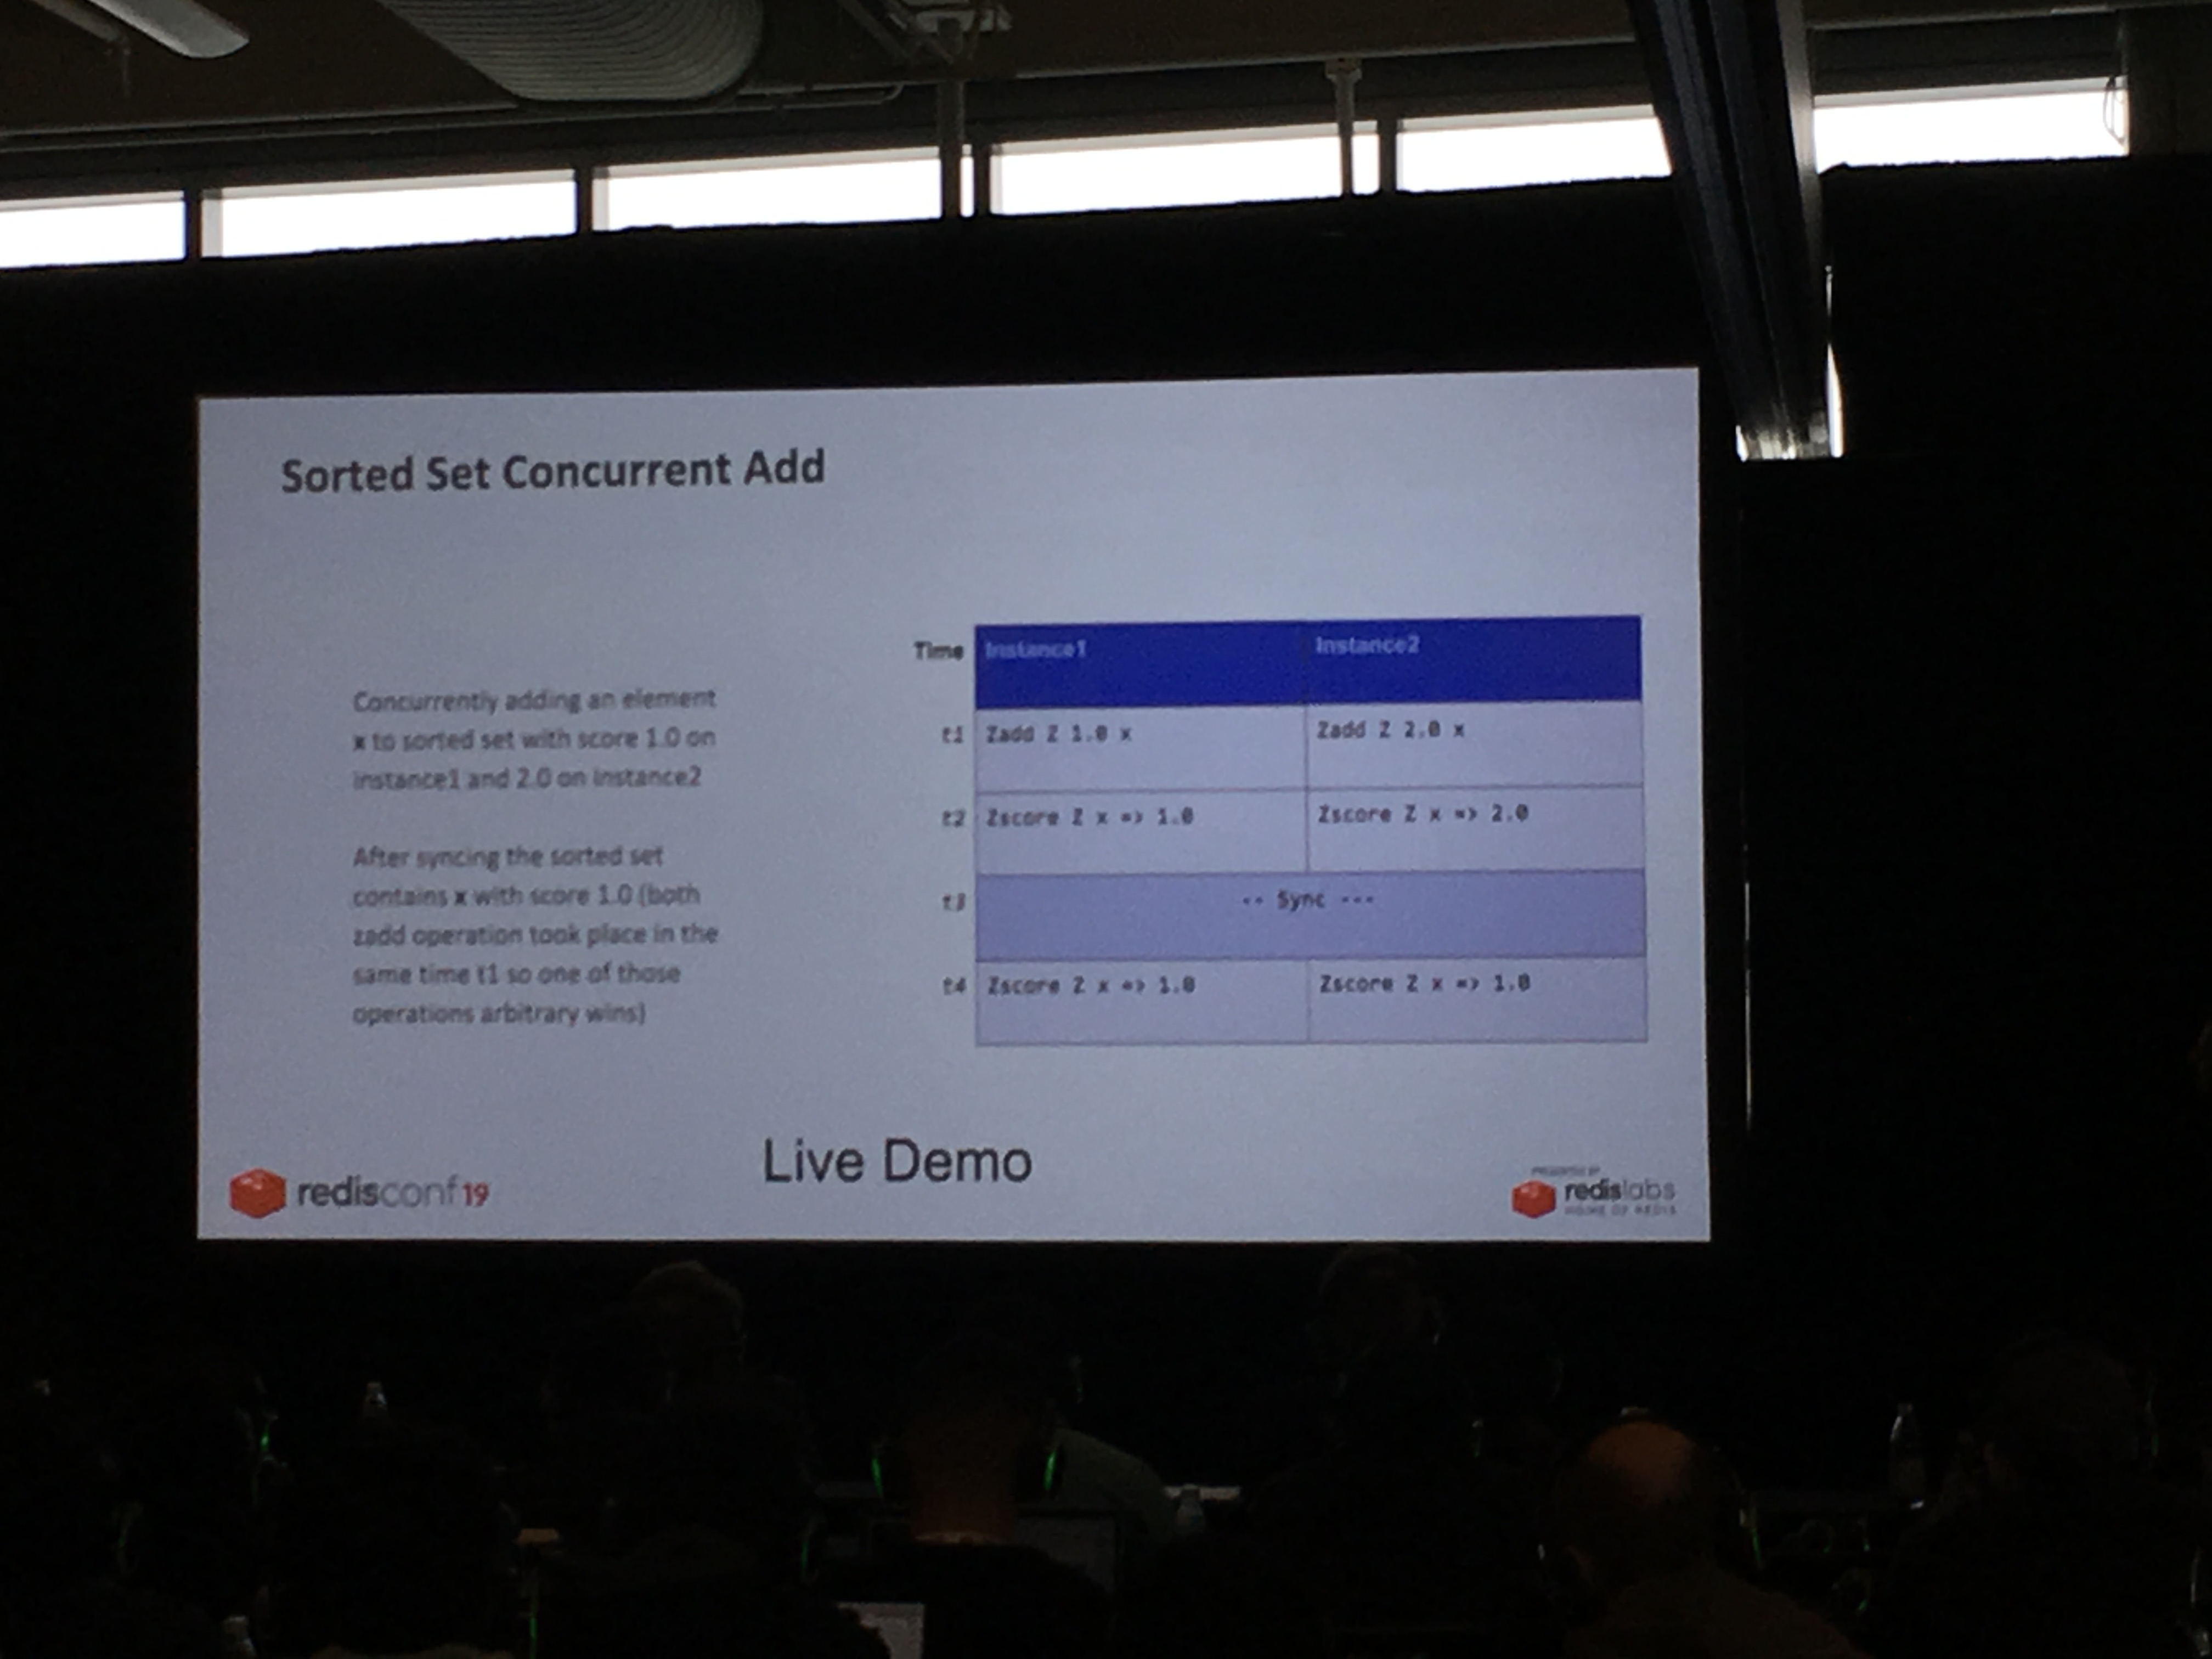 Sorted Set Concurrent Add
Concurrently adding an element
x to sorted set with score 1.0 on
instance1 and 2.0 on instance2
After syncing the sorted set
contains x with score 1.0 (both
zadd operation took place in the
same time t1 so one of those
operations arbitrary wins)
Time Instance1 Instance2
t1 Zadd Z 1.0 x Zadd Z 2.0 x
t2 Zscore Z x => 1.0 Zscore Z x => 2.0
t3 -- Sync ---
t4 Zscore Z x => 1.0 Zscore Z x => 1.0
Live Demo
redisconf19
PRESENTED BY
redislabs
HOME OF REDIS